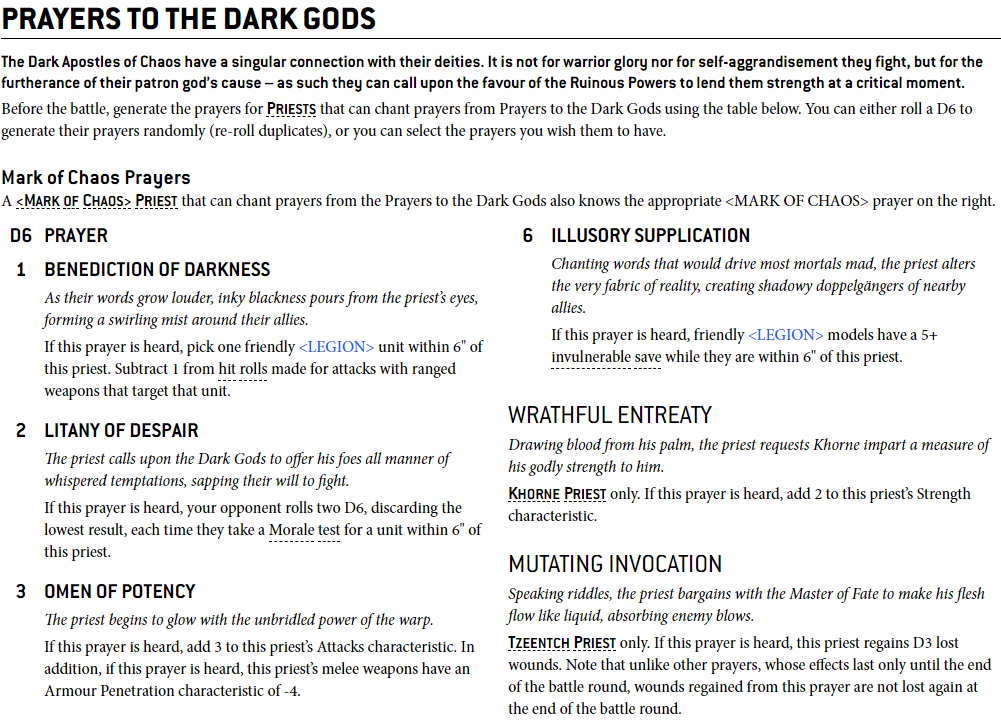 PRAYERS TO THE DARK GODS
The Dark Apostles of Chaos have a singular connection with their deities. It is not for warrior glory nor for self-aggrandisement they fight, but for the
furtherance of their patron god's cause – as such they can call upon the favour of the Ruinous Powers to lend them strength at a critical moment.
Before the battle, generate the prayers for PRIESTS that can chant prayers from Prayers to the Dark Gods using the table below. You can either roll a D6 to
generate their prayers randomly (re-roll duplicates), or you can select the prayers you wish them to have.
Mark of Chaos Prayers
A <MARK OF CHAOS> PRIEST that can chant prayers from the Prayers to the Dark Gods also knows the appropriate <MARK OF CHAOS> prayer on the right.
D6 PRAYER
1 BENEDICTION OF DARKNESS
As their words grow louder, inky blackness pours from the priest's eyes,
forming a swirling mist around their allies.
If this prayer is heard, pick one friendly <LEGION> unit within 6" of
this priest. Subtract 1 from hit rolls made for attacks with ranged
weapons that target that unit.
2 LITANY OF DESPAIR
The priest calls upon the Dark Gods to offer his foes all manner of
whispered temptations, sapping their will to fight.
If this prayer is heard, your opponent rolls two D6, discarding the
lowest result, each time they take a Morale test for a unit within 6" of
this priest.
3 OMEN OF POTENCY
The priest begins to glow with the unbridled power of the warp.
If this prayer is heard, add 3 to this priest's Attacks characteristic. In
addition, if this prayer is heard, this priest's melee weapons have an
Armour Penetration characteristic of -4.
6 ILLUSORY SUPPLICATION
Chanting words that would drive most mortals mad, the priest alters
the very fabric of reality, creating shadowy doppelgängers of nearby
allies.
If this prayer is heard, friendly <LEGION> models have a 5+
invulnerable save while they are within 6" of this priest.
WRATHFUL ENTREATY
Drawing blood from his palm, the priest requests Khorne impart a measure of
his godly strength to him.
KHORNE PRIEST only. If this prayer is heard, add 2 to this priest's Strength
characteristic.
MUTATING INVOCATION
Speaking riddles, the priest bargains with the Master of Fate to make his flesh
flow like liquid, absorbing enemy blows.
TZEENTCH PRIEST only. If this prayer is heard, this priest regains D3 lost
wounds. Note that unlike other prayers, whose effects last only until the end
of the battle round, wounds regained from this prayer are not lost again at
the end of the battle round.